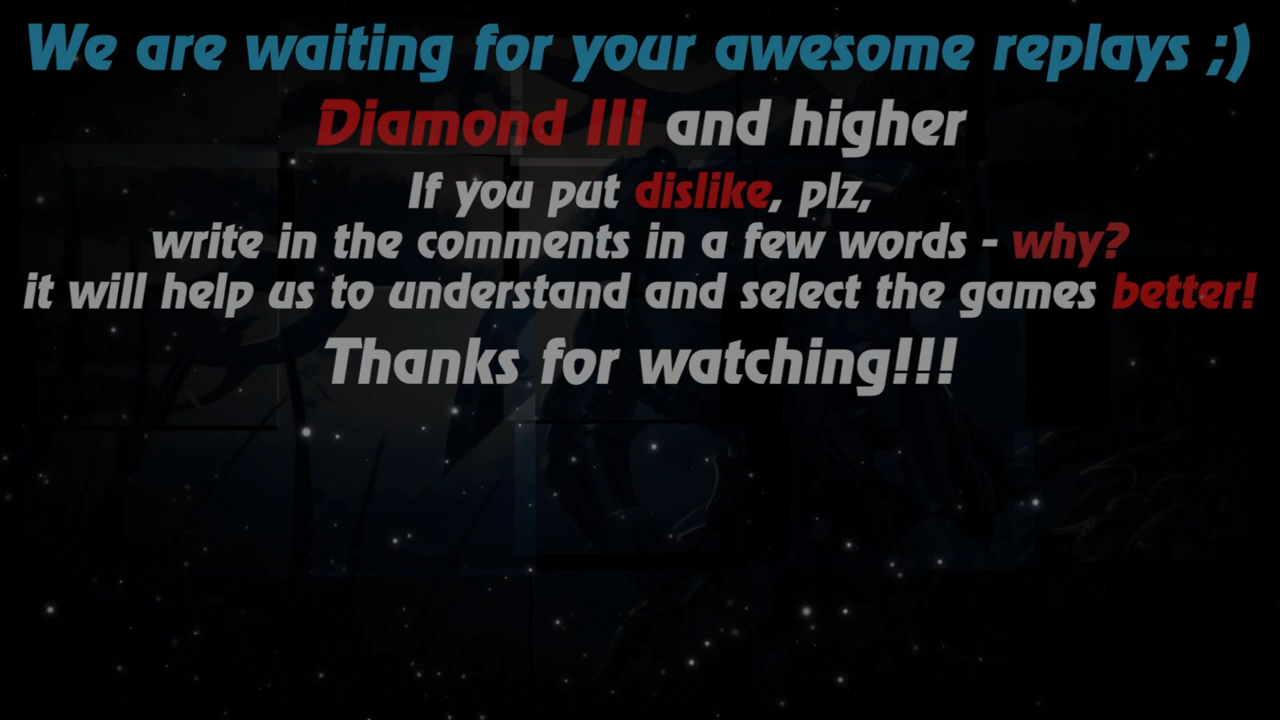 We are waiting for your awesome replays ;)
Diamond III and higher
If you put dislike, plz,
write in the comments in a few words - why?
it will help us to understand and select the games better!
Thanks for watching!!!